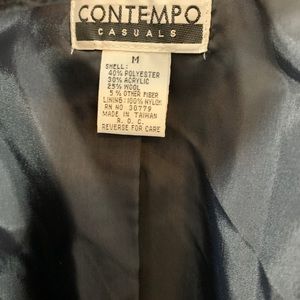 CONTEMPO
CASUALS
M
SHELL:
40% POLYESTER
30% ACRYLIC
25% WOOL
5 % OTHER FIBER
LINING:100% NYLON
RN NO 30779
MADE IN TAIWAN
R. O. C.
REVERSE FOR CARE